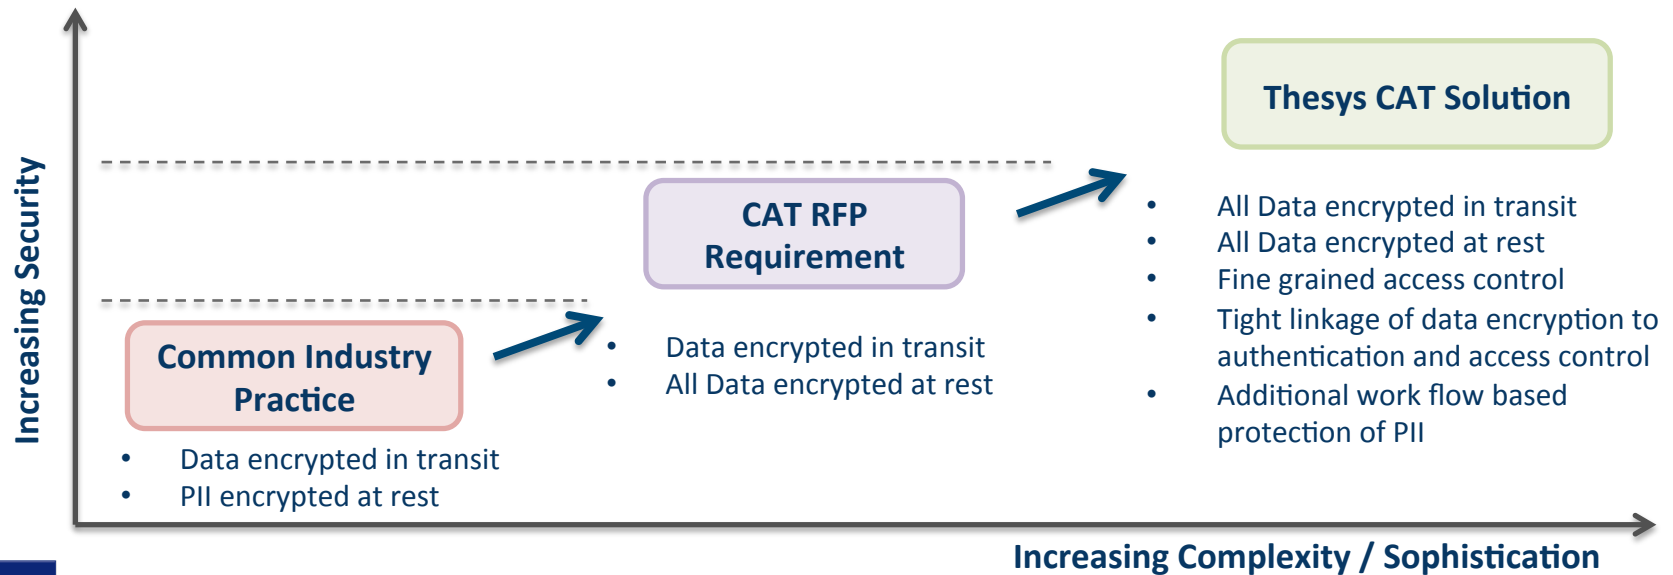 Increasing Security
Thesys CAT Solution
CAT RFP
Requirement
Common Industry
Practice
• Data encrypted in transit
• PII encrypted at rest
• Data encrypted in transit
• All Data encrypted at rest
• All Data encrypted in transit
• All Data encrypted at rest
• Fine grained access control
• Tight linkage of data encryption to
authentication and access control
• Additional work flow based
protection of PII
Increasing Complexity / Sophistication